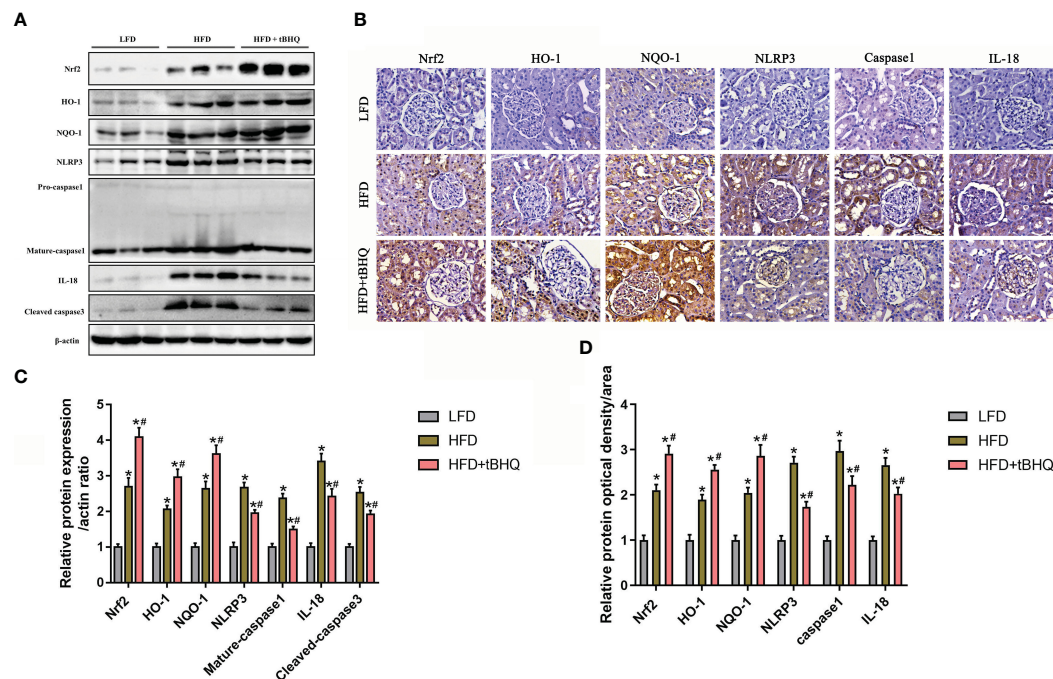 A
LFD
HFD
HFD + tBHQ
Nrf2
HO-1
NQO-1
NLRP3
Pro-caspase1
Mature-caspase1
IL-18
Cleaved caspase3
β-actin
B
Nrf2
HO-1
NQO-1
NLRP3
Caspase1
IL-18
LFD
HFD
HFD+tBHQ
C
Relative protein expression
/actin ratio
5
4
3
2
1
0
*
*#
*
*#
*
*#
*
*#
*
*#
*
*#
*
*#
Nrf2
HO-1
NQO-1
NLRP3
Mature-caspase1
IL-18
Cleaved-caspase3
LFD
HFD
HFD+tBHQ
D
Relative protein optical density/area
4
3
2
1
0
*
*#
*
*#
*
*#
*
*#
*
*#
*
*#
Nrf2
HO-1
NQO-1
NLRP3
caspase1
IL-18
LFD
HFD
HFD+tBHQ